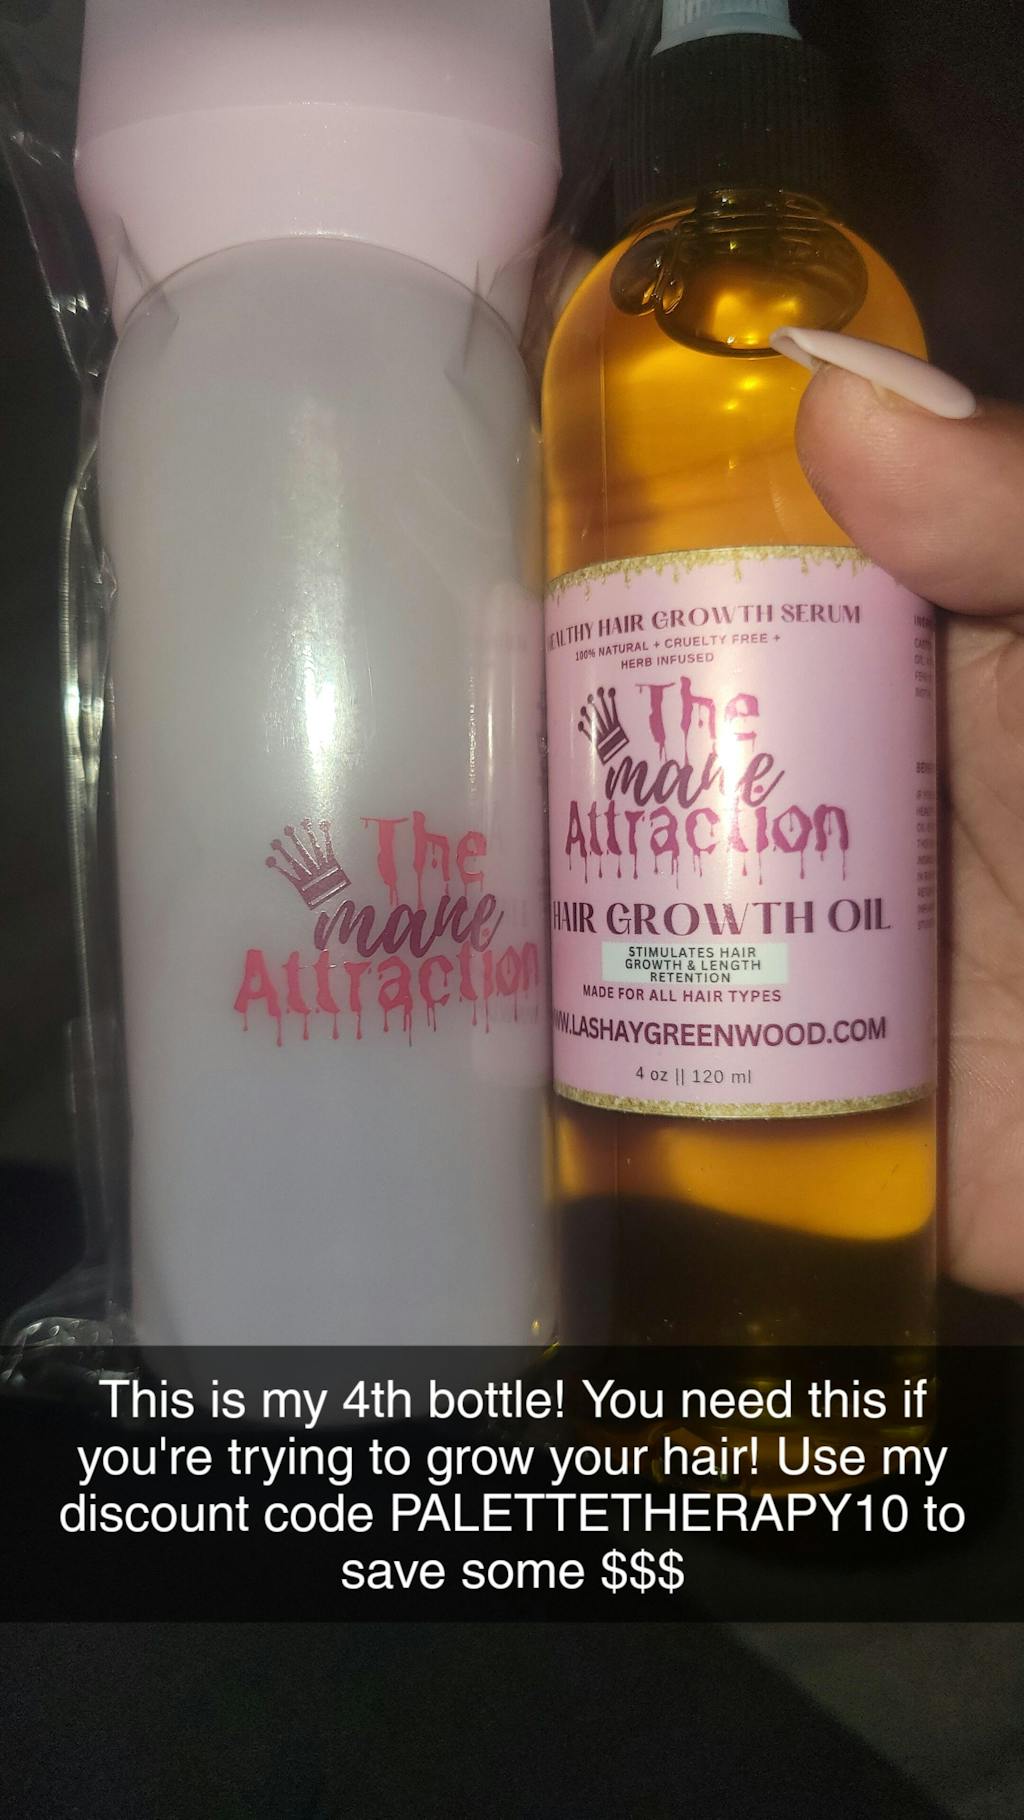 The
mane
Attraction
HEALTHY HAIR GROWTH SERUM
100% NATURAL + CRUELTY FREE +
HERB INFUSED
The
mane
Attraction
HAIR GROWTH OIL
STIMULATES HAIR
GROWTH & LENGTH
RETENTION
MADE FOR ALL HAIR TYPES
WWW.LASHAYGREENWOOD.COM
4 oz || 120 ml
This is my 4th bottle! You need this if
you're trying to grow your hair! Use my
discount code PALETTETHERAPY10 to
save some $$$